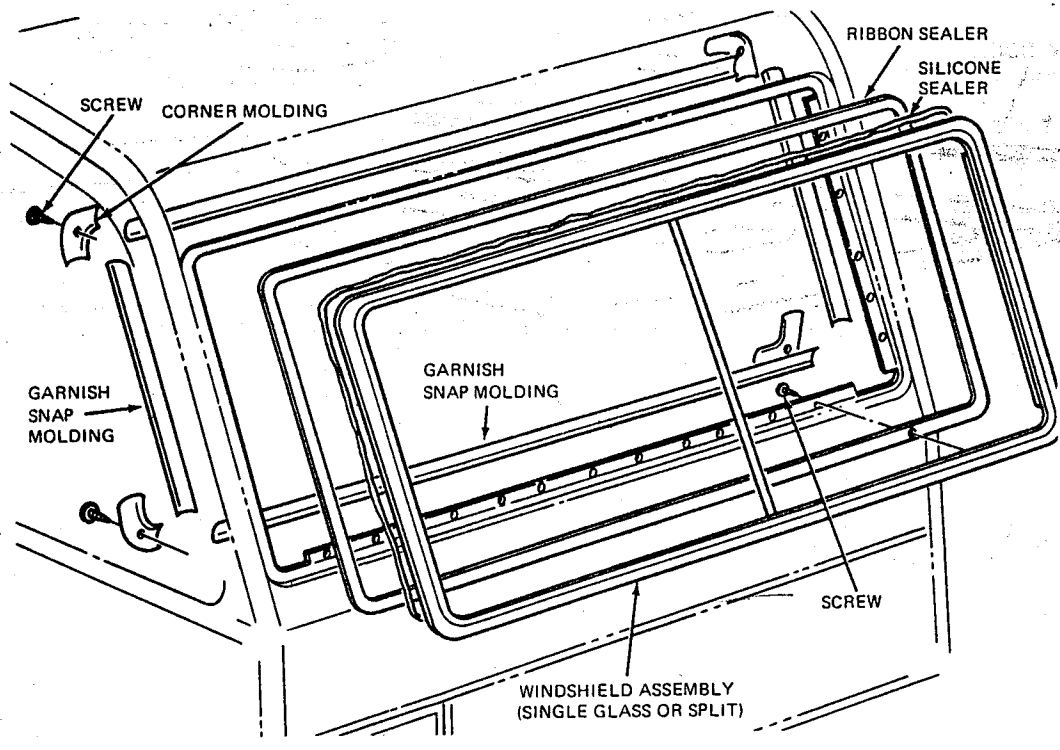 RIBBON SEALER
SILICONE
SEALER
SCREW
CORNER MOLDING
GARNISH
SNAP
MOLDING
GARNISH
SNAP MOLDING
SCREW
WINDSHIELD ASSEMBLY
(SINGLE GLASS OR SPLIT)